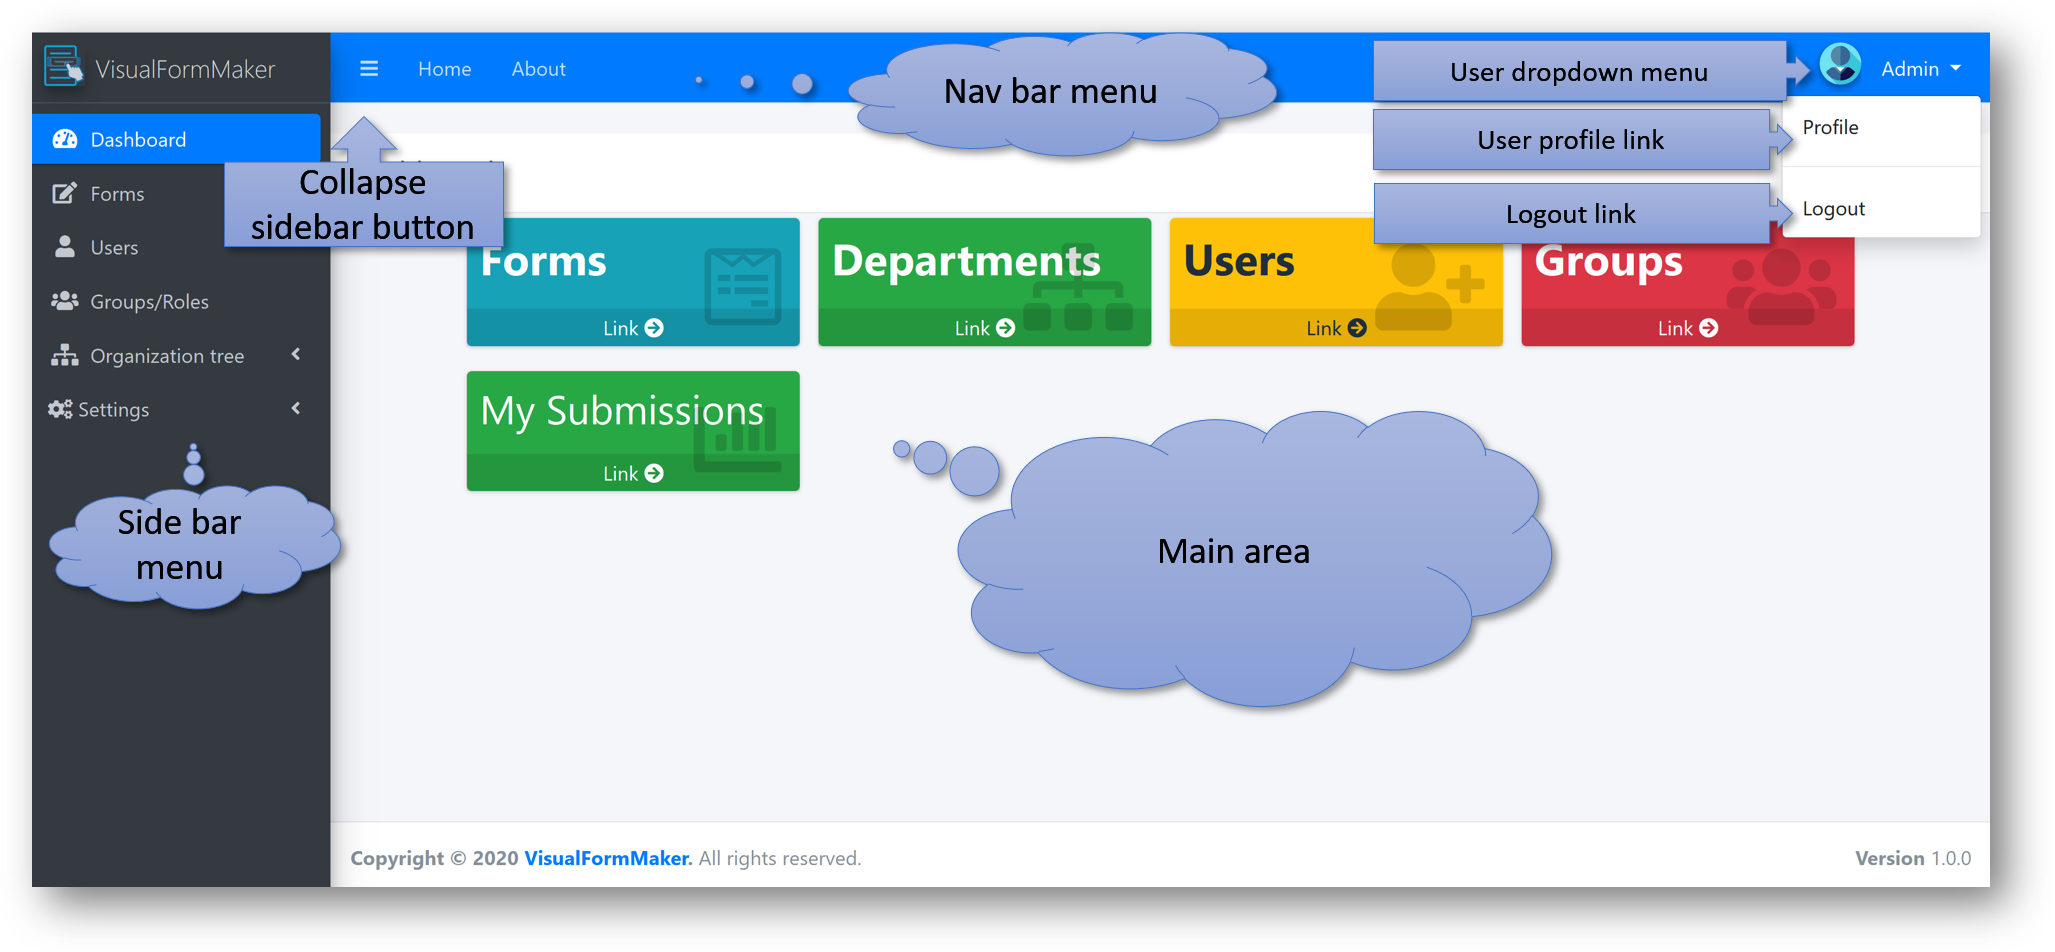 VisualFormMaker
Home
About
Nav bar menu
User dropdown menu
Admin
Dashboard
User profile link
Profile
Collapse
sidebar button
Forms
Logout link
Logout
Users
Groups/Roles
Organization tree
Settings
Forms
Link
Departments
Link
Users
Link
Groups
Link
My Submissions
Link
Side bar
menu
Main area
Copyright © 2020 VisualFormMaker. All rights reserved.
Version 1.0.0